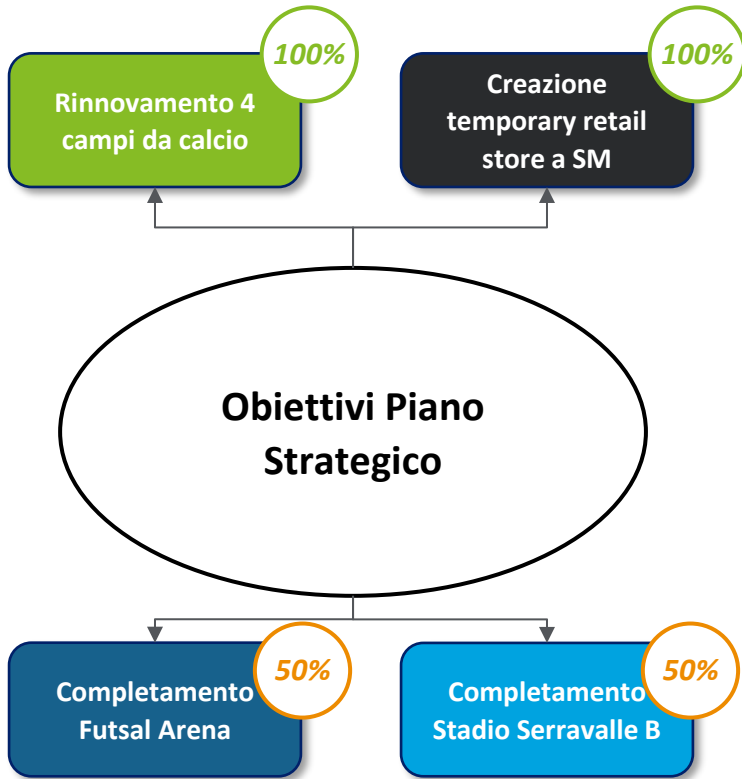 100%
Rinnovamento 4
campi da calcio
100%
Creazione
temporary retail
store a SM
Obiettivi Piano
Strategico
50%
Completamento
Futsal Arena
50%
Completamento
Stadio Serravalle B